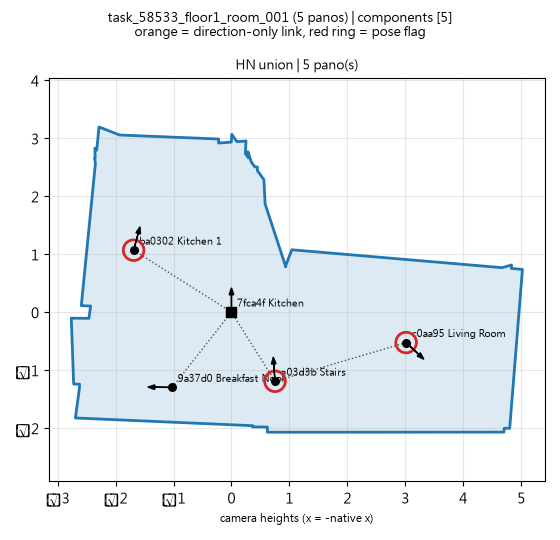 task_58533_floor1_room_001 (5 panos) | components [5]
orange = direction-only link, red ring = pose flag
HN union | 5 pano(s)
4
3
2
1
0
1
2
ba0302 Kitchen 1
7fca4f Kitchen
c0aa95 Living Room
9a37d0 Breakfast
e03d3b Stairs
3 2 1 0 1 2 3 4 5
camera heights (x = -native x)